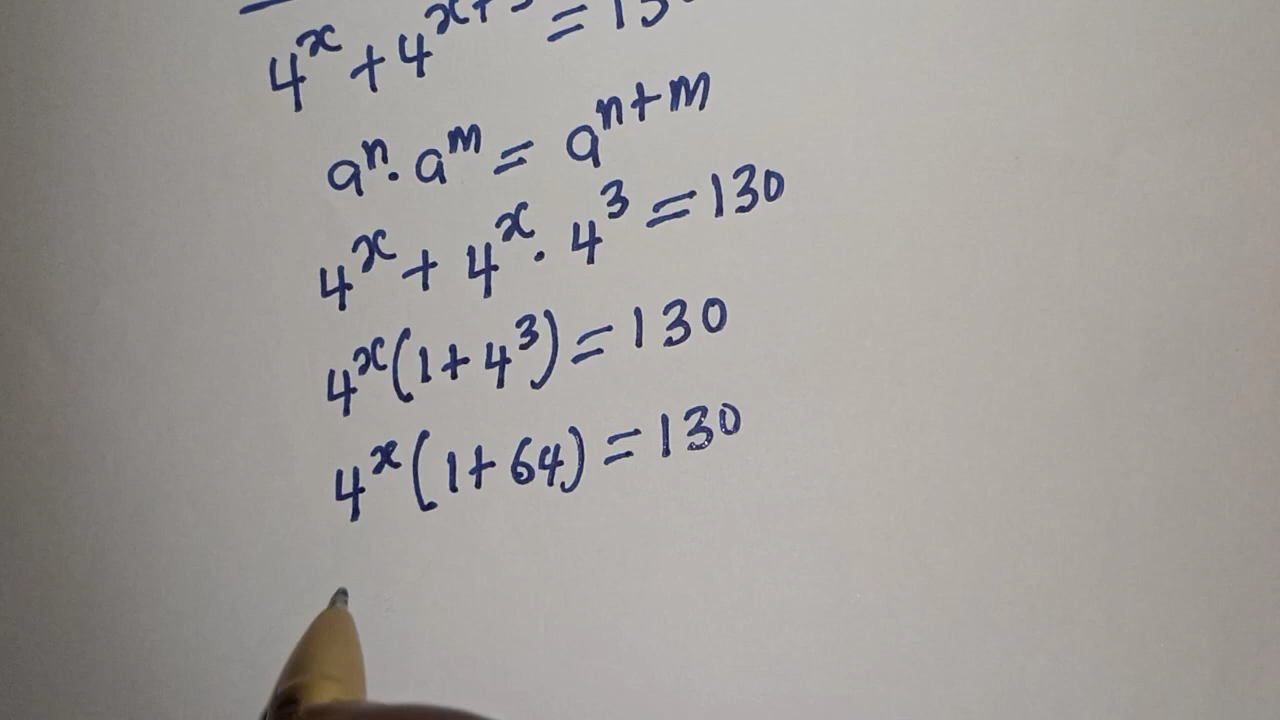 4^x + 4^{x+3} = 130
a^n · a^m = a^{n+m}
4^x + 4^x · 4^3 = 130
4^x(1 + 4^3) = 130
4^x(1 + 64) = 130